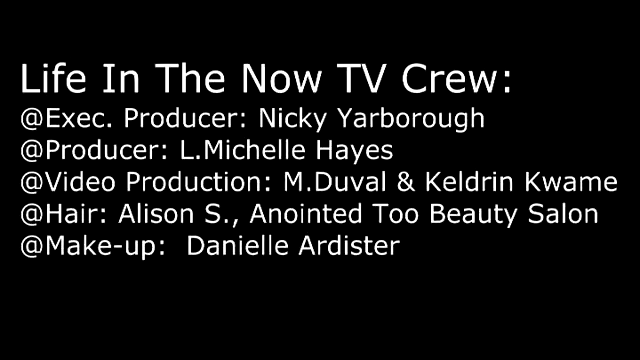 Life In The Now TV Crew:
@Exec. Producer: Nicky Yarborough
@Producer: L.Michelle Hayes
@Video Production: M.Duval & Keldrin Kwame
@Hair: Alison S., Anointed Too Beauty Salon
@Make-up:  Danielle Ardister